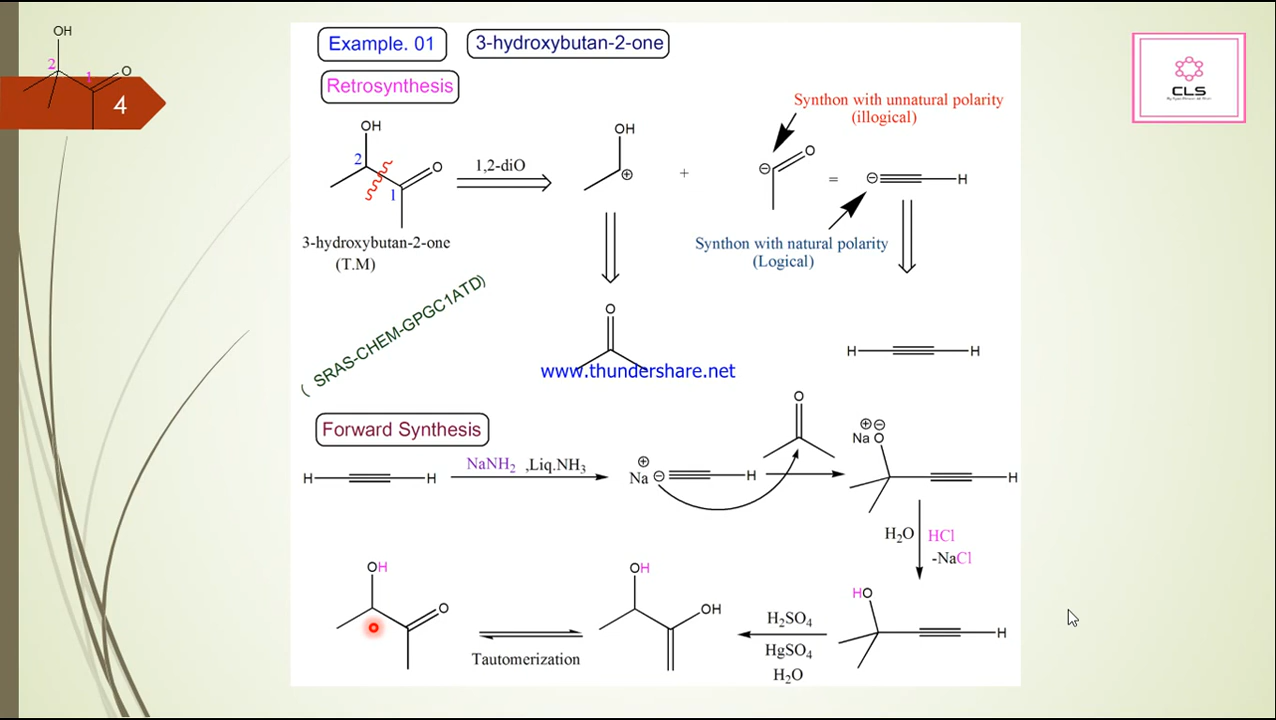 OH
2
1
O
4
Example. 01
3-hydroxybutan-2-one
Retrosynthesis
CLS
Synthon with unnatural polarity
(illogical)
OH
2
O
1
1,2-diO
OH
⊕
+
⊖
O
=
⊖
H
3-hydroxybutan-2-one
(T.M)
Synthon with natural polarity
(Logical)
( SRAS-CHEM-GPGC1ATD)
O
www.thundershare.net
H
H
Forward Synthesis
H
H
NaNH2 ,Liq.NH3
⊕
Na ⊖
H
O
⊕⊖
Na O
H
H2O
HCl
-NaCl
OH
O
Tautomerization
OH
OH
H2SO4
HgSO4
H2O
HO
H